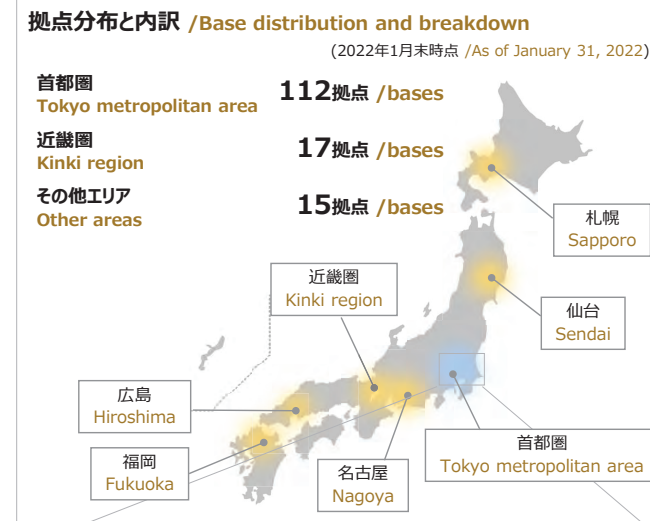 拠点分布と内訳 /Base distribution and breakdown
(2022年1月末時点 /As of January 31, 2022)
首都圏
Tokyo metropolitan area
112拠点 /bases
近畿圏
Kinki region
17拠点 /bases
その他エリア
Other areas
15拠点 /bases
札幌
Sapporo
近畿圏
Kinki region
仙台
Sendai
広島
Hiroshima
首都圏
Tokyo metropolitan area
福岡
Fukuoka
名古屋
Nagoya